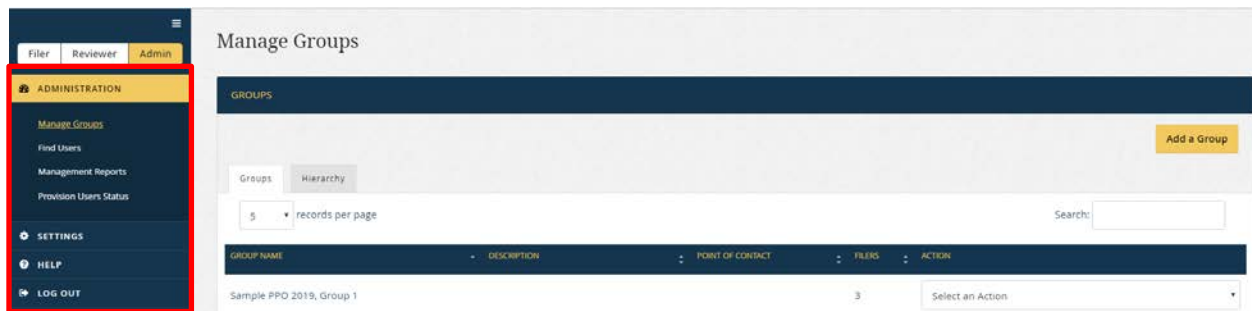 Filer Reviewer Admin
ADMINISTRATION
Manage Groups
Find Users
Management Reports
Provision Users Status
SETTINGS
HELP
LOG OUT
Manage Groups
GROUPS
Add a Group
Groups Hierarchy
5 records per page Search:
GROUP NAME DESCRIPTION POINT OF CONTACT FILERS ACTION
Sample PPO 2019, Group 1 3 Select an Action